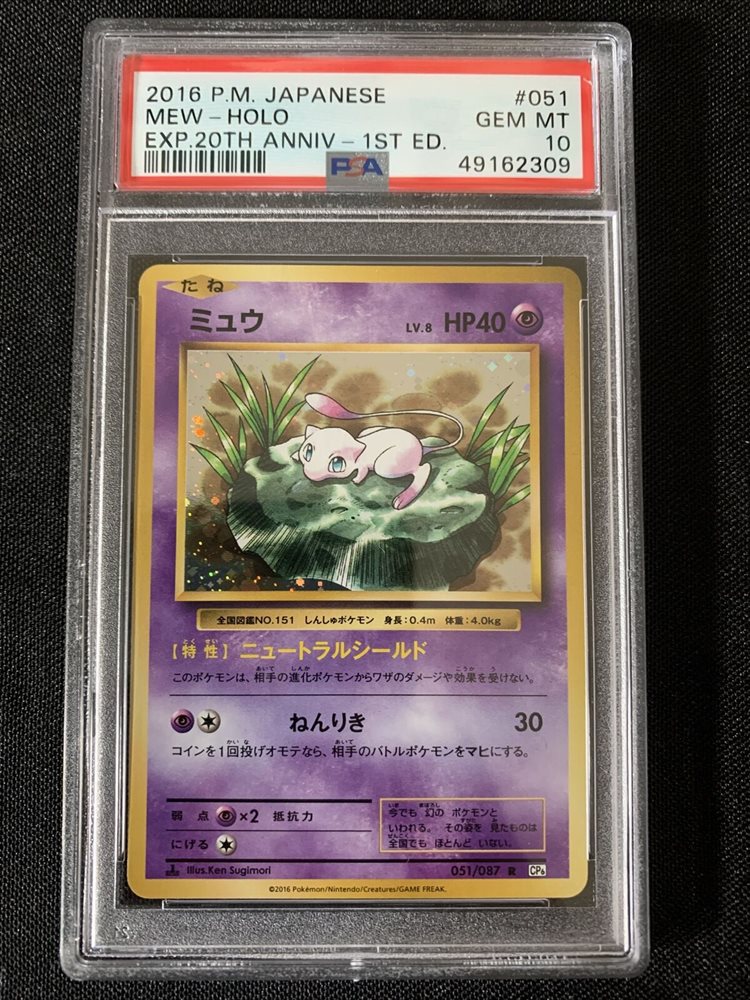 2016 P.M. JAPANESE #051
MEW-HOLO GEM MT
EXP.20TH ANNIV-1ST ED. 10
PSA 49162309
たね
ミュウ LV.8 HP40
全国図鑑NO.151 しんしゅポケモン 身長:0.4m 体重:4.0kg
[特性] ニュートラルシールド
このポケモンは、相手の進化ポケモンからワザのダメージや効果を受けない。
ねんりき 30
コインを1回投げオモテなら、相手のバトルポケモンをマヒにする。
弱点 ×2 抵抗力
にげる
今でも 幻の ポケモンと
いわれる。 その姿を 見たものは
全国でも ほとんど いない。
Illus.Ken Sugimori 051/087 R CP6
©2016 Pokémon/Nintendo/Creatures/GAME FREAK.